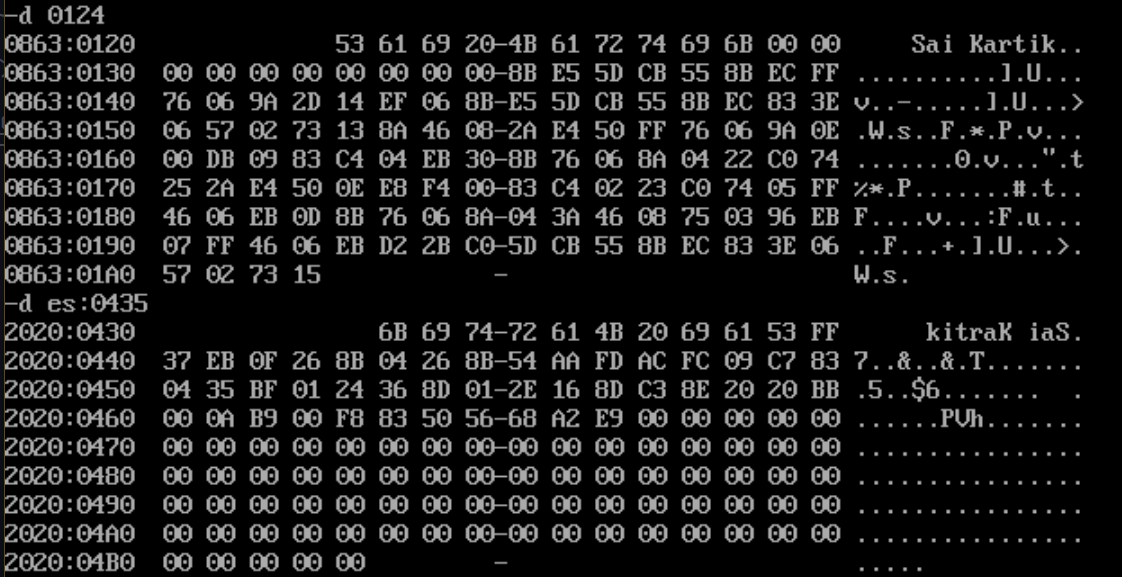 -d 0124
0863:0120                          53 61 69 20-4B 61 72 74 69 6B 00 00       Sai Kartik..
0863:0130  00 00 00 00 00 00 00 00-8B E5 5D CB 55 8B EC FF   ..........].U...
0863:0140  76 06 9A 2D 14 EF 06 8B-E5 5D CB 55 8B EC 83 3E   v..-.....].U...>
0863:0150  06 57 02 73 13 8A 46 08-2A E4 50 FF 76 06 9A 0E   .W.s..F.*.P.v...
0863:0160  00 DB 09 83 C4 04 EB 30-8B 76 06 8A 04 22 C0 74   .......0.v...".t
0863:0170  25 2A E4 50 0E E8 F4 00-83 C4 02 23 C0 74 05 FF   %*.P.......#.t..
0863:0180  46 06 EB 0D 8B 76 06 8A-04 3A 46 08 75 03 96 EB   F....v...:F.u...
0863:0190  07 FF 46 06 EB D2 2B C0-5D CB 55 8B EC 83 3E 06   ..F...+.].U...>.
0863:01A0  57 02 73 15             -                         W.s.
-d es:0435
2020:0430                 6B 69 74-72 61 4B 20 69 61 53 FF        kitraK iaS.
2020:0440  37 EB 0F 26 8B 04 26 8B-54 AA FD AC FC 09 C7 83   7..&..&.T.......
2020:0450  04 35 BF 01 24 36 8D 01-2E 16 8D C3 8E 20 20 BB   .5..$6.......  .
2020:0460  00 0A B9 00 F8 83 50 56-68 A2 E9 00 00 00 00 00   ......PVh.......
2020:0470  00 00 00 00 00 00 00 00-00 00 00 00 00 00 00 00   ................
2020:0480  00 00 00 00 00 00 00 00-00 00 00 00 00 00 00 00   ................
2020:0490  00 00 00 00 00 00 00 00-00 00 00 00 00 00 00 00   ................
2020:04A0  00 00 00 00 00 00 00 00-00 00 00 00 00 00 00 00   ................
2020:04B0  00 00 00 00 00          -                         .....